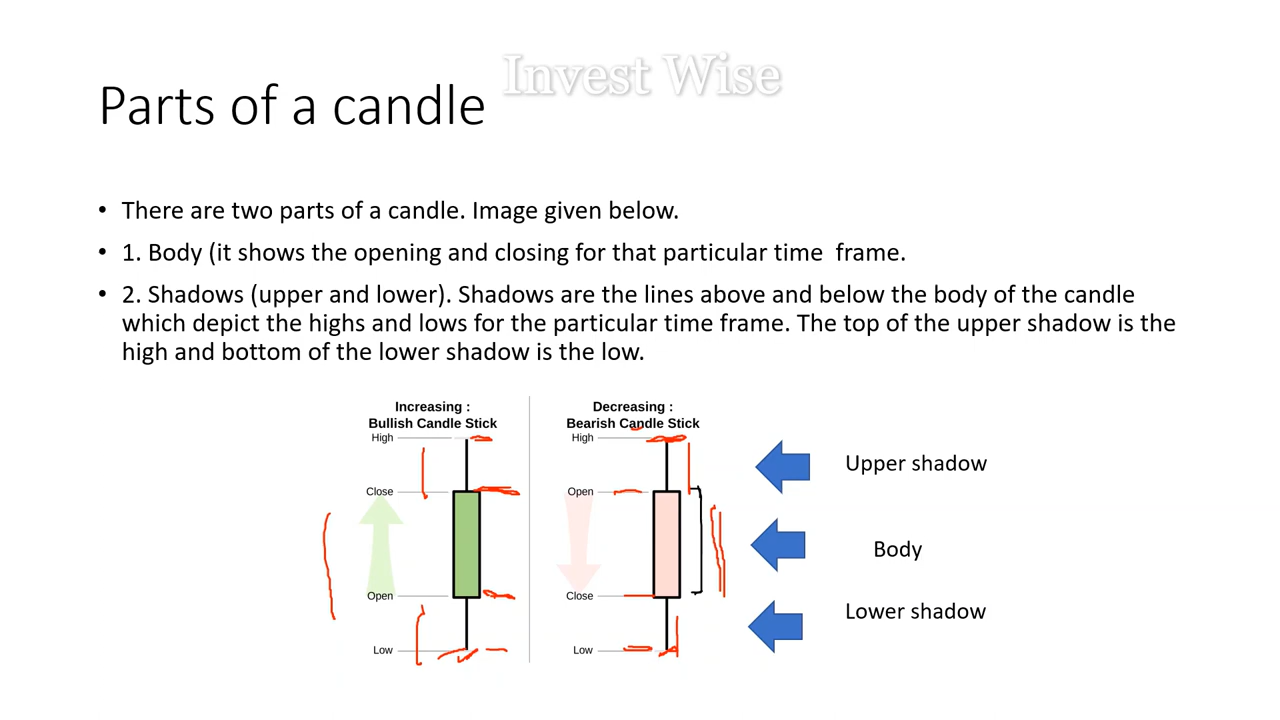 Invest Wise
Parts of a candle
• There are two parts of a candle. Image given below.
• 1. Body (it shows the opening and closing for that particular time  frame.
• 2. Shadows (upper and lower). Shadows are the lines above and below the body of the candle
which depict the highs and lows for the particular time frame. The top of the upper shadow is the
high and bottom of the lower shadow is the low.
Increasing :
Bullish Candle Stick
High
Close
Open
Low
Decreasing :
Bearish Candle Stick
High
Open
Close
Low
Upper shadow
Body
Lower shadow